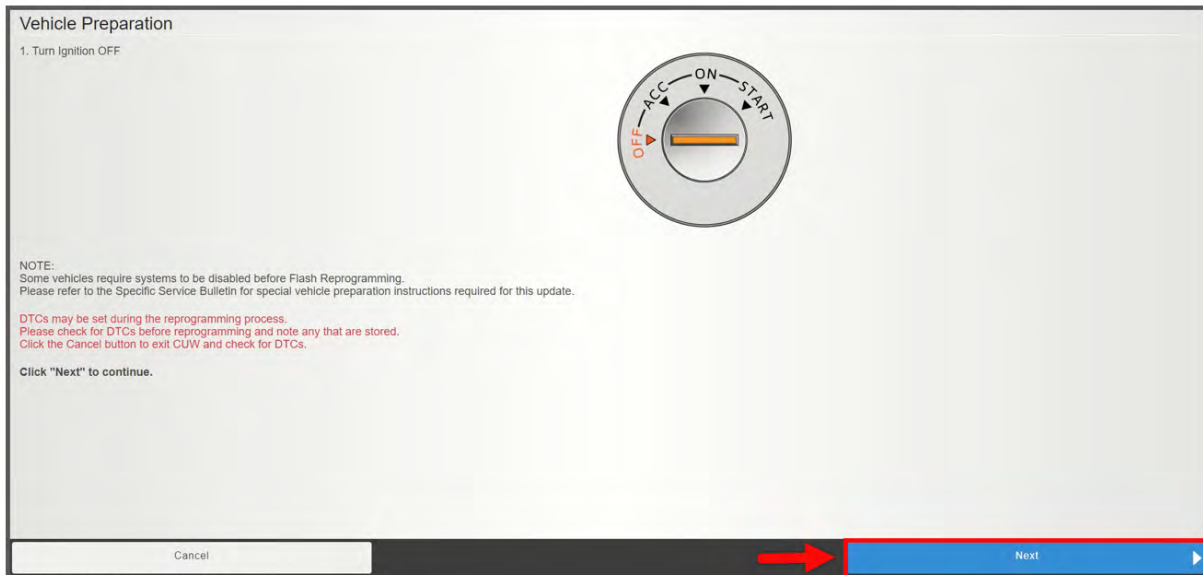 Vehicle Preparation
1. Turn Ignition OFF
OFF
ACC
ON
START
NOTE:
Some vehicles require systems to be disabled before Flash Reprogramming.
Please refer to the Specific Service Bulletin for special vehicle preparation instructions required for this update.
DTCs may be set during the reprogramming process.
Please check for DTCs before reprogramming and note any that are stored.
Click the Cancel button to exit CUW and check for DTCs.
Click "Next" to continue.
Cancel
Next